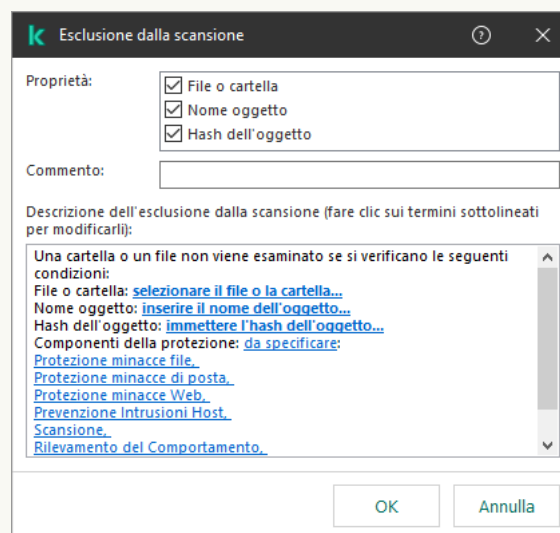 Esclusione dalla scansione
Proprietà:
File o cartella
Nome oggetto
Hash dell'oggetto
Commento:
Descrizione dell'esclusione dalla scansione (fare clic sui termini sottolineati
per modificarli):
Una cartella o un file non viene esaminato se si verificano le seguenti
condizioni:
File o cartella: selezionare il file o la cartella...
Nome oggetto: inserire il nome dell'oggetto...
Hash dell'oggetto: immettere l'hash dell'oggetto...
Componenti della protezione: da specificare:
Protezione minacce file,
Protezione minacce di posta,
Protezione minacce Web,
Prevenzione Intrusioni Host,
Scansione,
Rilevamento del Comportamento,
OK
Annulla